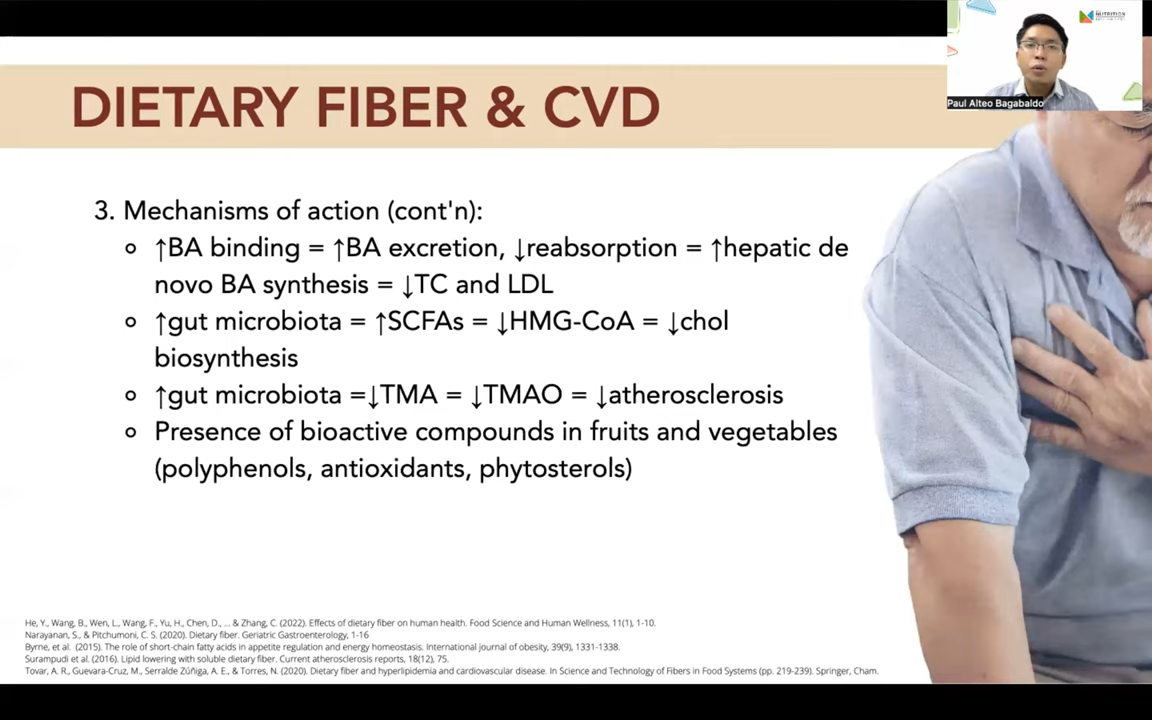 NUTRITION
Paul Alteo Bagabaldo
DIETARY FIBER & CVD
3. Mechanisms of action (cont'n):
↑BA binding = ↑BA excretion, ↓reabsorption = ↑hepatic de
novo BA synthesis = ↓TC and LDL
↑gut microbiota = ↑SCFAs = ↓HMG-CoA = ↓chol
biosynthesis
↑gut microbiota =↓TMA = ↓TMAO = ↓atherosclerosis
Presence of bioactive compounds in fruits and vegetables
(polyphenols, antioxidants, phytosterols)
He, Y., Wang, B., Wen, L., Wang, F., Yu, H., Chen, D., ... & Zhang, C. (2022). Effects of dietary fiber on human health. Food Science and Human Wellness, 11(1), 1-10.
Narayanan, S., & Pitchumoni, C. S. (2020). Dietary fiber. Geriatric Gastroenterology, 1-16
Byrne, et al. (2015). The role of short-chain fatty acids in appetite regulation and energy homeostasis. International journal of obesity, 39(9), 1331-1338.
Surampudi et al. (2016). Lipid lowering with soluble dietary fiber. Current atherosclerosis reports, 18(12), 75.
Tovar, A. R., Guevara-Cruz, M., Serralde Zúñiga, A. E., & Torres, N. (2020). Dietary fiber and hyperlipidemia and cardiovascular disease. In Science and Technology of Fibers in Food Systems (pp. 219-239). Springer, Cham.